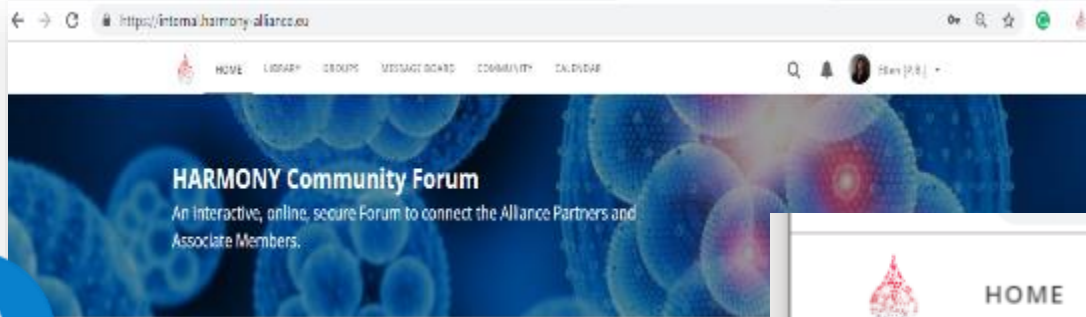 https://internal.harmony-alliance.eu
HOME LIBRARY GROUPS MESSAGE BOARD COMMUNITY CALENDAR
HARMONY Community Forum
An interactive, online, secure Forum to connect the Alliance Partners and
Associate Members.
HOME